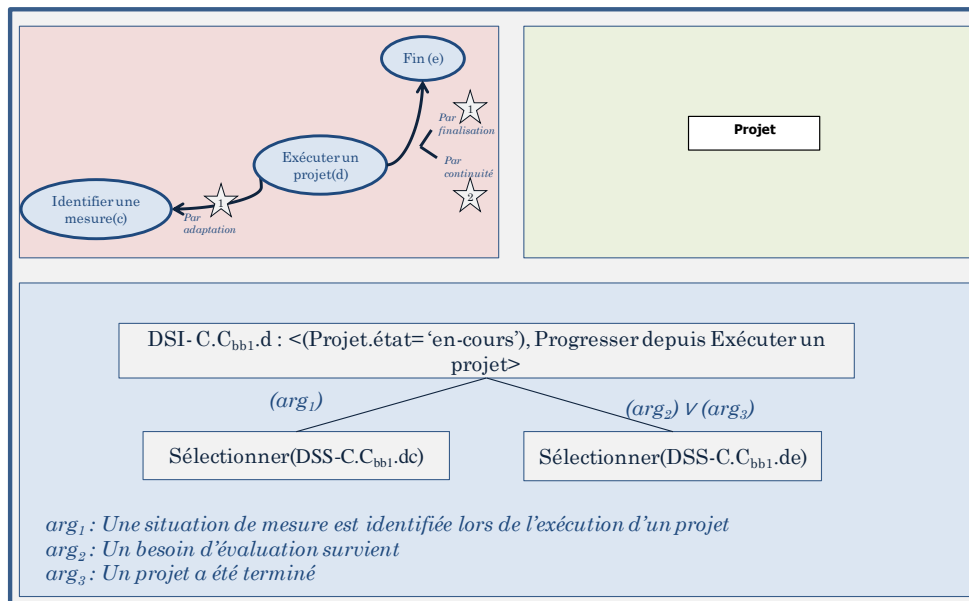 Fin (e)
1
Par
finalisation
Exécuter un
projet(d)
Par
continuité
2
Identifier une
mesure(c)
1
Par
adaptation
Projet
DSI- C.Cbb1.d : <(Projet.état= ‘en-cours’), Progresser depuis Exécuter un
projet>
(arg1)
(arg2) ∨ (arg3)
Sélectionner(DSS-C.Cbb1.dc)
Sélectionner(DSS-C.Cbb1.de)
arg1 : Une situation de mesure est identifiée lors de l’exécution d’un projet
arg2 : Un besoin d’évaluation survient
arg3 : Un projet a été terminé